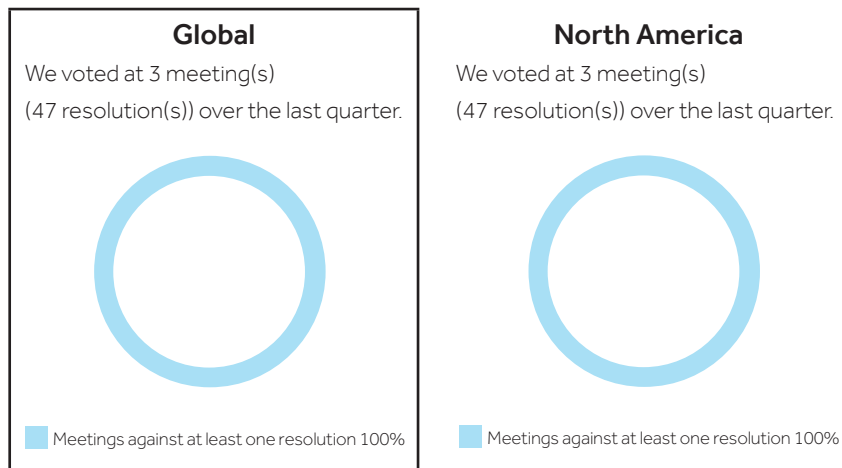 Global
We voted at 3 meeting(s)
(47 resolution(s)) over the last quarter.
Meetings against at least one resolution 100%
North America
We voted at 3 meeting(s)
(47 resolution(s)) over the last quarter.
Meetings against at least one resolution 100%